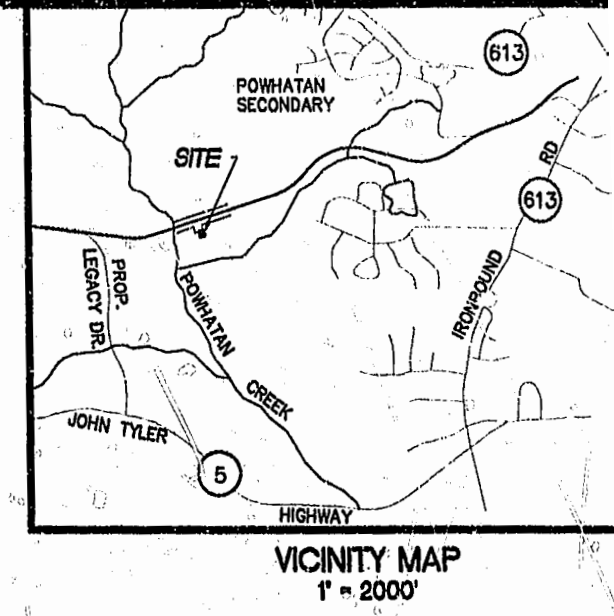 613
POWHATAN
SECONDARY
SITE
RD
613
PROP.
LEGACY DR.
POWHATAN
CREEK
IRONBOUND
JOHN TYLER
5
HIGHWAY
VICINITY MAP
1" = 2000'